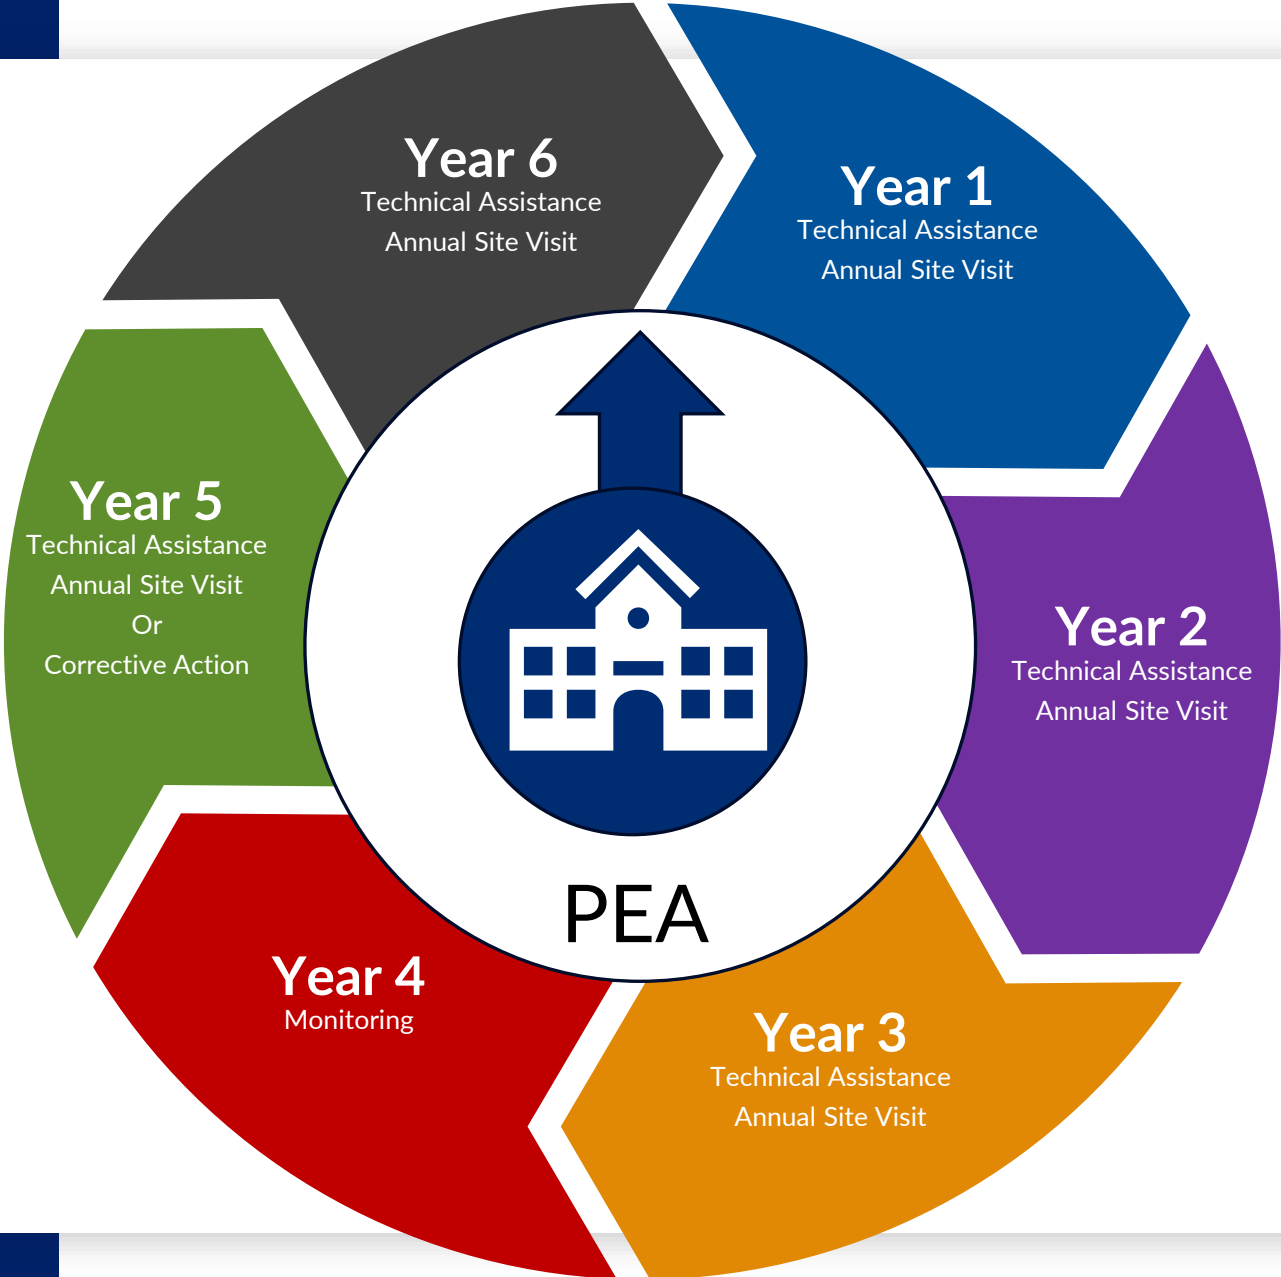 Year 1
Technical Assistance
Annual Site Visit
Year 2
Technical Assistance
Annual Site Visit
Year 3
Technical Assistance
Annual Site Visit
Year 4
Monitoring
Year 5
Technical Assistance
Annual Site Visit
Or
Corrective Action
Year 6
Technical Assistance
Annual Site Visit
PEA